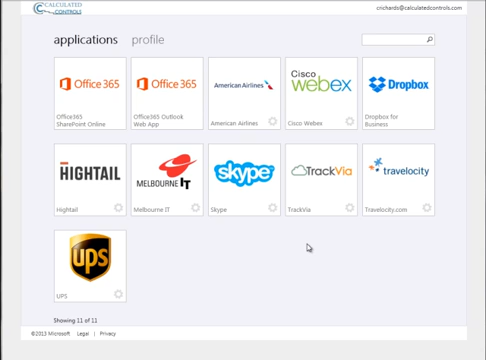 CALCULATED
CONTROLS
crichards@calculatedcontrols.com
applications profile
Office 365
Office365
SharePoint Online
Office 365
Office365 Outlook
Web App
American Airlines
American Airlines
Cisco
webex
Cisco Webex
Dropbox
Dropbox for
Business
HIGHTAIL
Hightail
MELBOURNE IT
Melbourne IT
skype
Skype
TrackVia
TrackVia
travelocity
Travelocity.com
ups
UPS
Showing 11 of 11
©2013 Microsoft Legal | Privacy